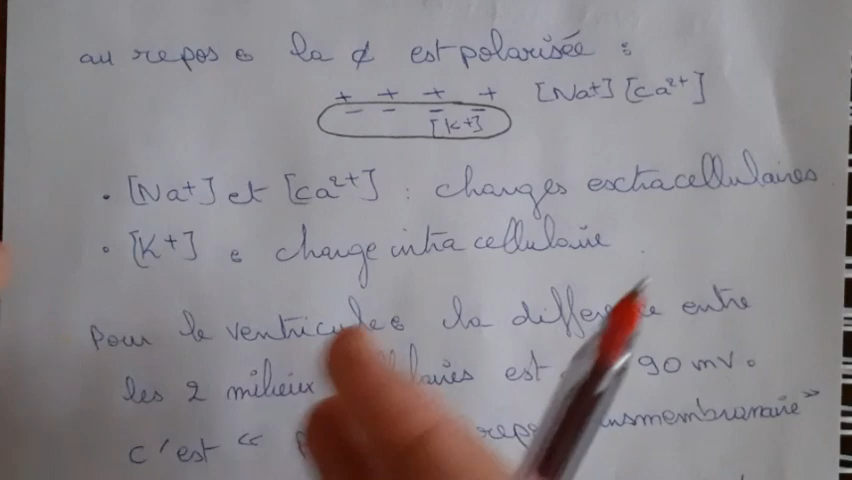 au repos la ¢ est polarisée :
+ + + + [Na+] [Ca2+]
- - - -
[K+]
• [Na+] et [Ca2+] : charges extracellulaires
• [K+] : charge intracellulaire
Pour le ventricule la différence entre
les 2 milieux est 90 mV.
c'est «